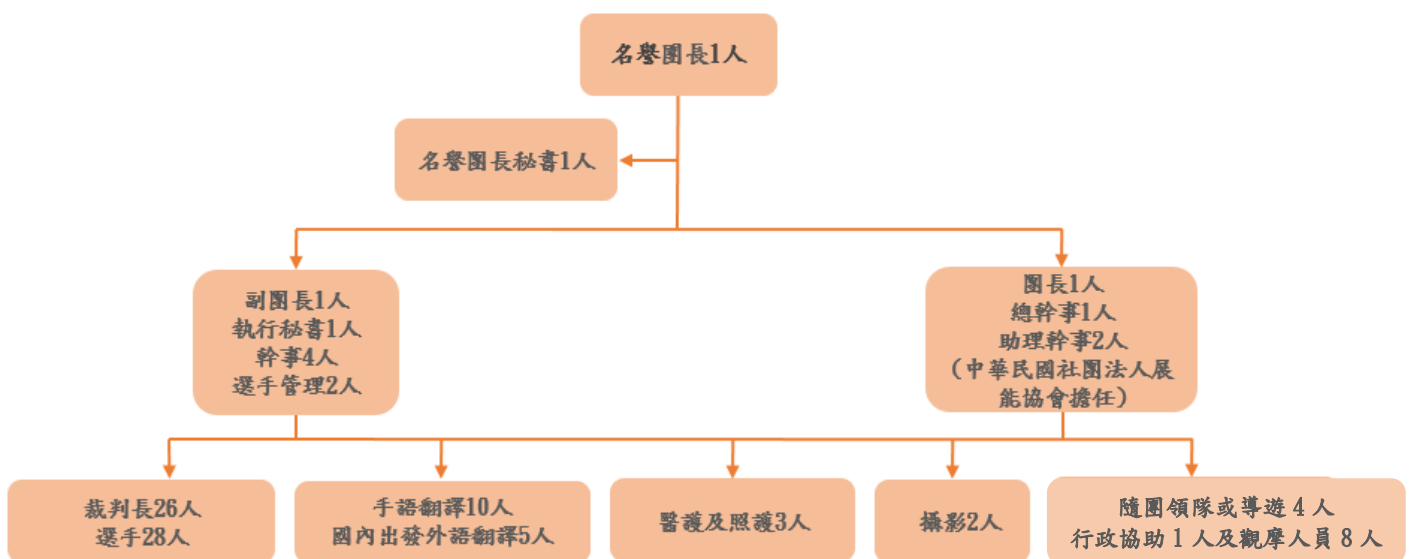 名譽團長1人
名譽團長秘書1人
副團長1人
執行秘書1人
幹事4人
選手管理2人
團長1人
總幹事1人
助理幹事2人
(中華民國社團法人展
能協會擔任)
裁判長26人
選手28人
手語翻譯10人
國內出發外語翻譯5人
醫護及照護3人
攝影2人
隨團領隊或導遊 4 人
行政協助 1 人及觀摩人員 8 人